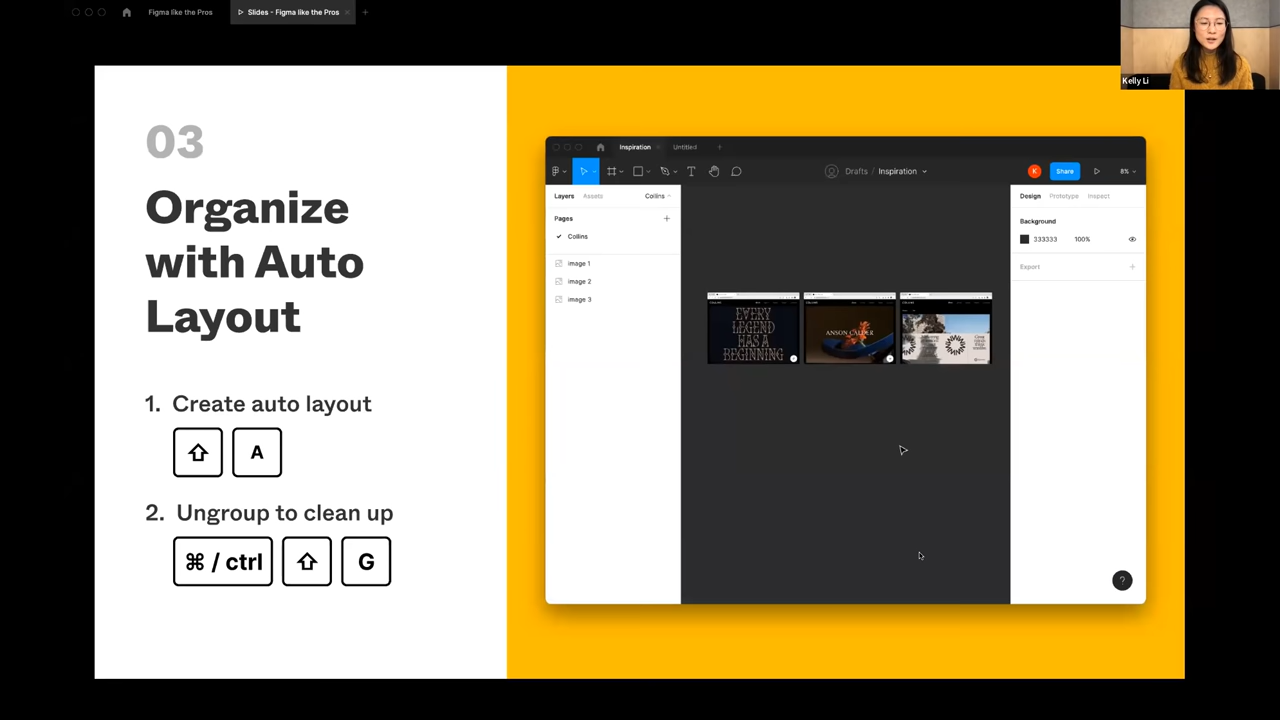 Figma like the Pros
Slides - Figma like the Pros
Kelly Li
03
Organize
with Auto
Layout
1. Create auto layout
A
2. Ungroup to clean up
⌘ / ctrl
G
Inspiration
Untitled
Drafts / Inspiration
K
Share
8%
Layers
Assets
Collins
Pages
Collins
image 1
image 2
image 3
Design
Prototype
Inspect
Background
333333
100%
Export
EVERY
LEGEND
HAS A
BEGINNING
ANSON CALDER
?